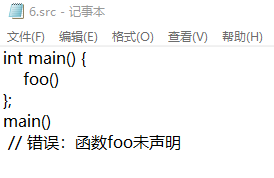 6.src - 记事本
文件(F) 编辑(E) 格式(O) 查看(V) 帮助(H)
int main() {
    foo()
};
main()
 // 错误：函数foo未声明